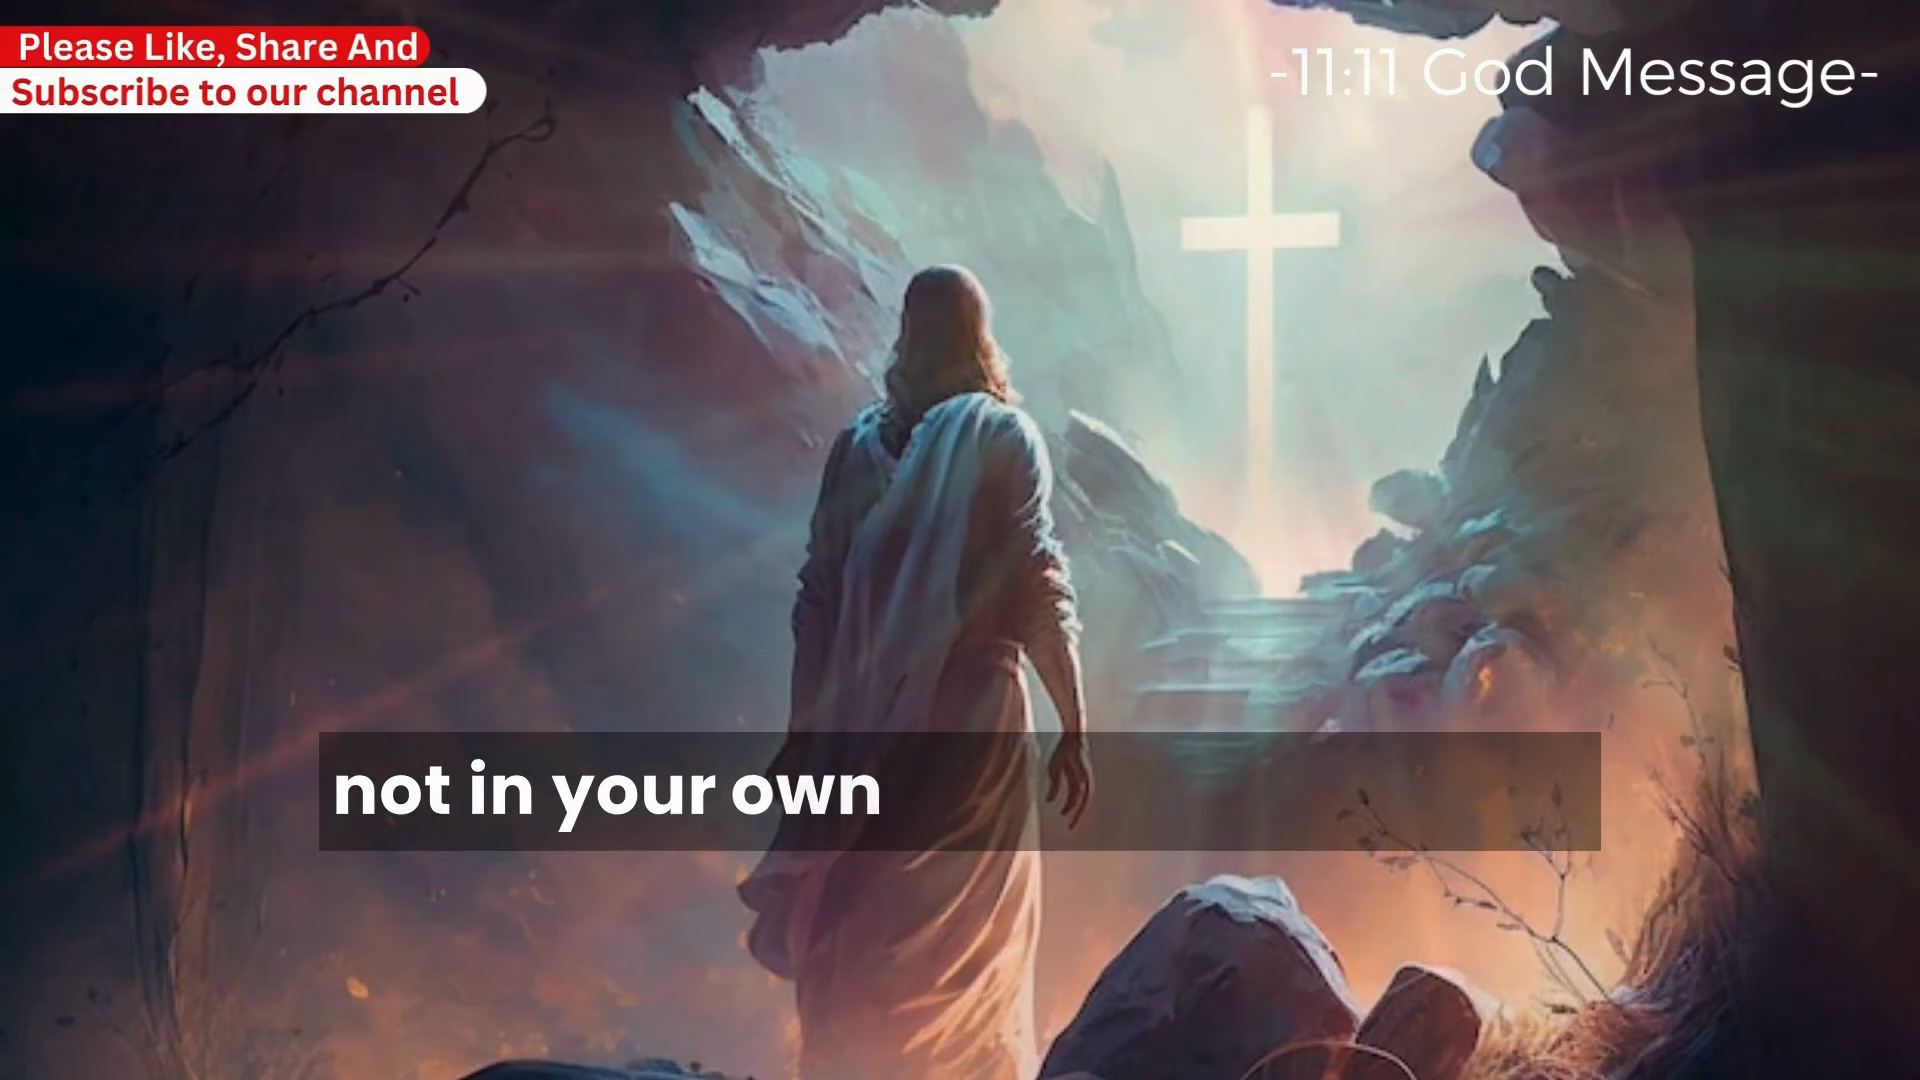 Please Like, Share And
Subscribe to our channel
-11:11 God Message-
not in your own